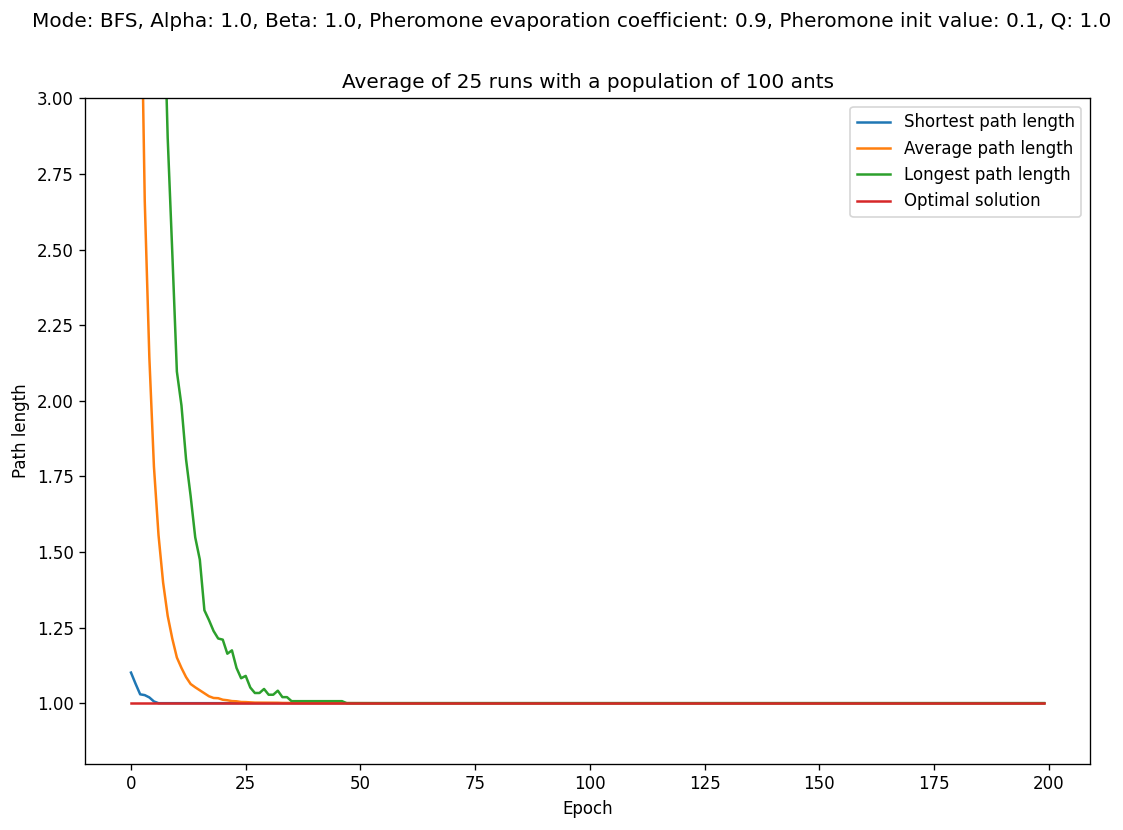 Mode: BFS, Alpha: 1.0, Beta: 1.0, Pheromone evaporation coefficient: 0.9, Pheromone init value: 0.1, Q: 1.0
Average of 25 runs with a population of 100 ants
3.00
2.75
2.50
2.25
2.00
1.75
1.50
1.25
1.00
Path length
Shortest path length
Average path length
Longest path length
Optimal solution
0
25
50
75
100
125
150
175
200
Epoch